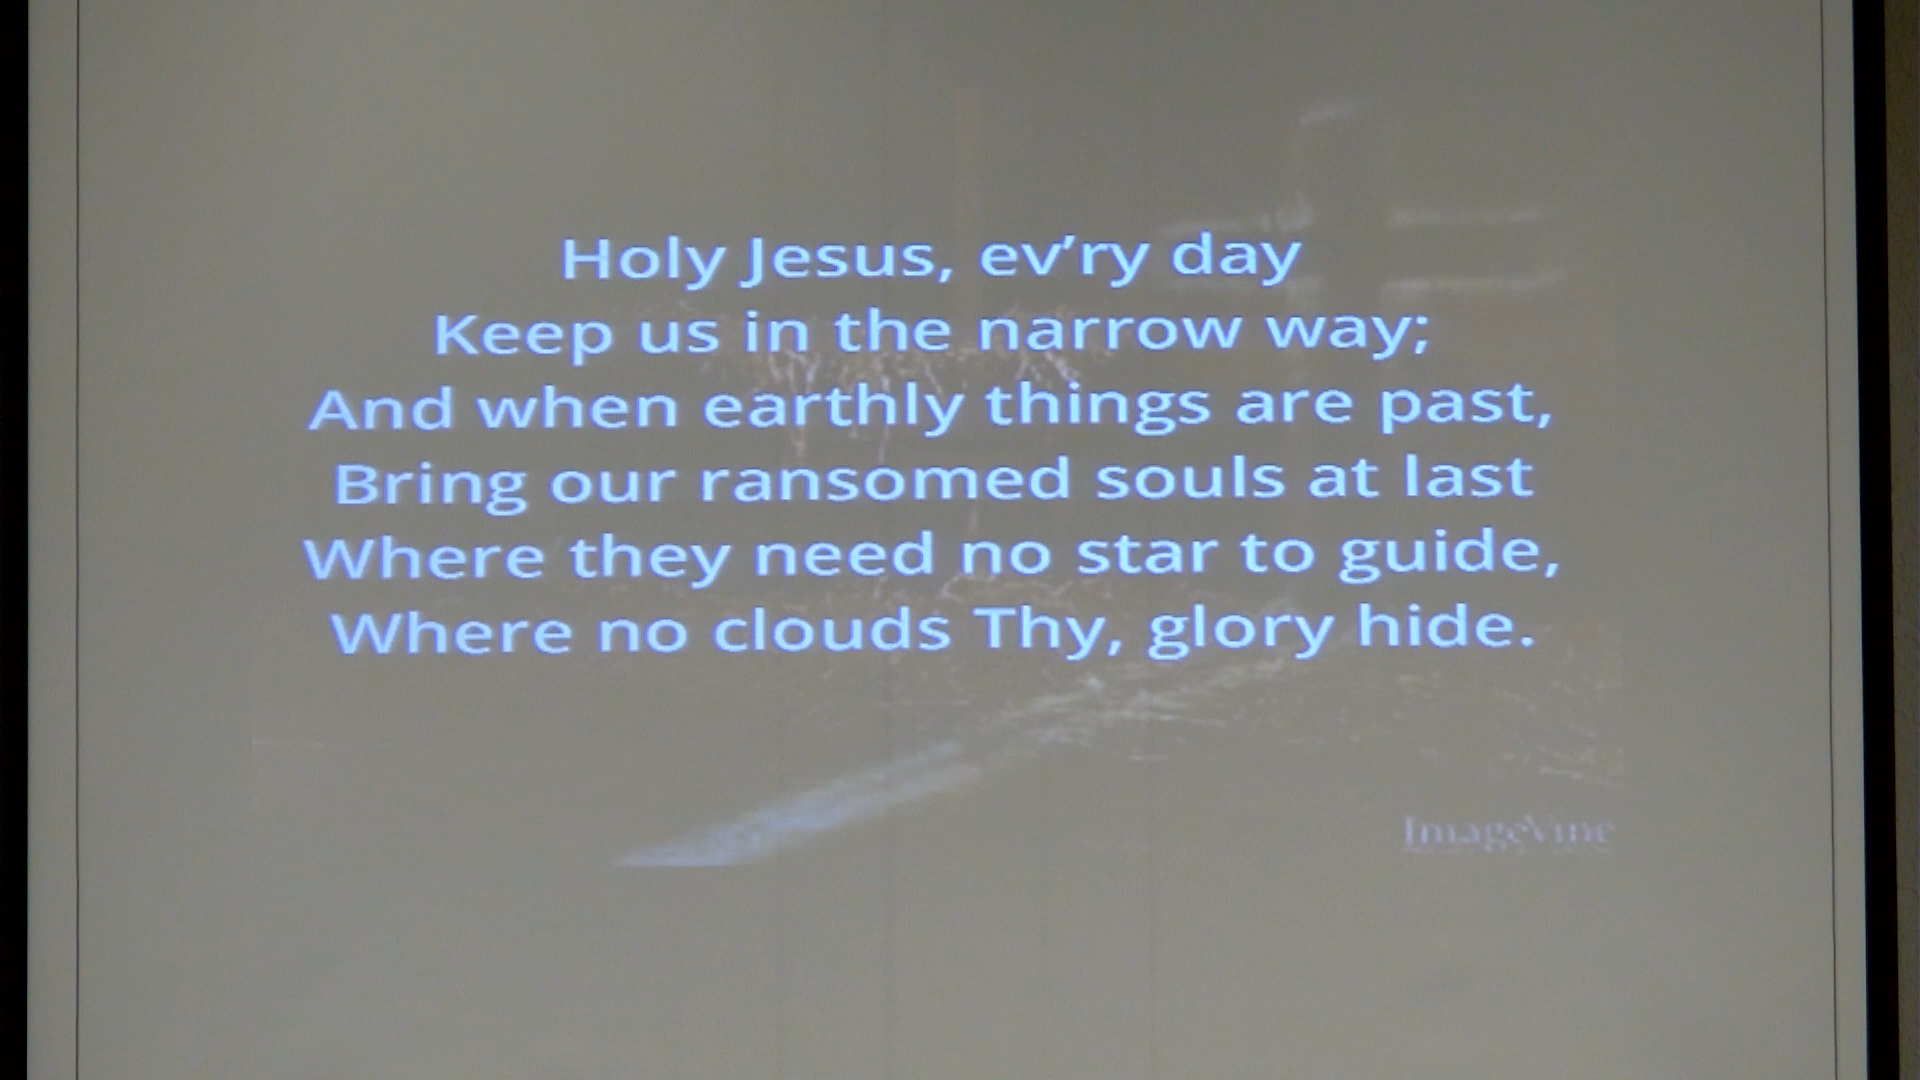 Holy Jesus, ev’ry day
Keep us in the narrow way;
And when earthly things are past,
Bring our ransomed souls at last
Where they need no star to guide,
Where no clouds Thy, glory hide.
ImageVine